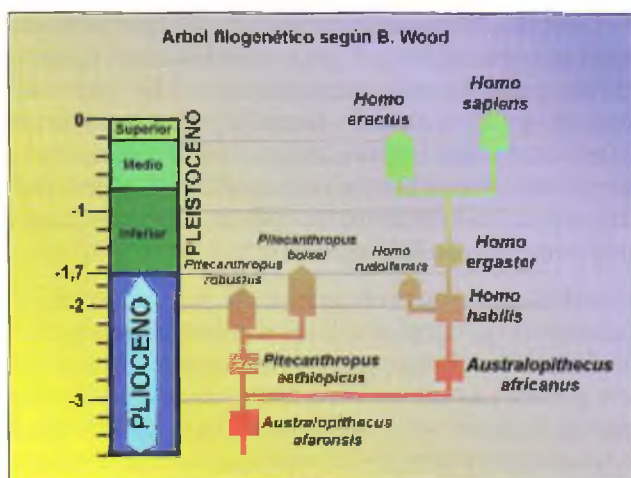 Arbol filogenético según B. Wood
Homo
sapiens
Homo
erectus
0
Superior
Medio
PLEISTOCENO
-1
Inferior
Pitecanthropus
boisei
Pitecanthropus
robustus
Homo
rudolfensis
Homo
ergaster
-1,7
-2
Homo
habilis
PLIOCENO
Pitecanthropus
aethiopicus
Australopithecus
africanus
-3
Australopithecus
afarensis